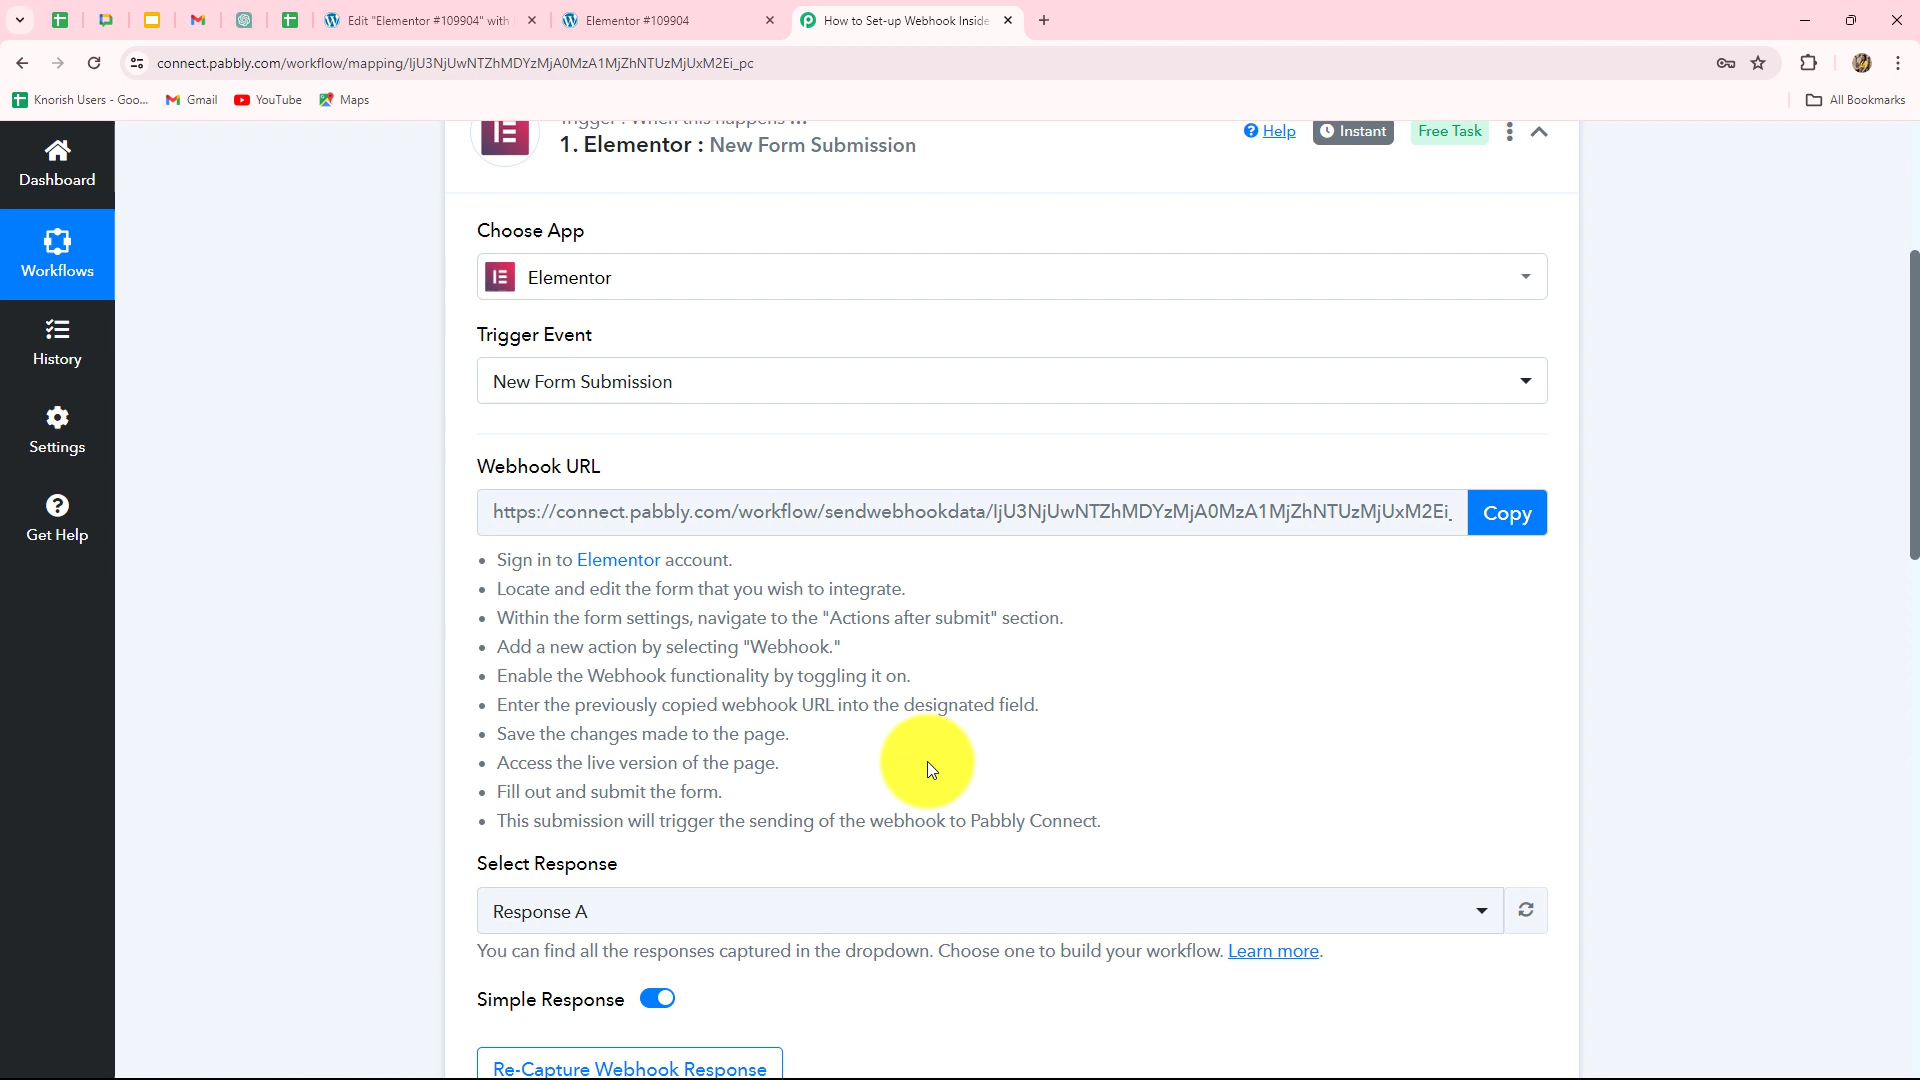 Edit "Elementor #109904" with
Elementor #109904
How to Set-up Webhook Inside
connect.pabbly.com/workflow/mapping/IjU3NjUwNTZhMDYzMjA0MzA1MjZhNTUzMjUxM2Ei_pc
Knorish Users - Goo...
Gmail
YouTube
Maps
All Bookmarks
Trigger : When this happens ...
1. Elementor : New Form Submission
Help
Instant
Free Task
Dashboard
Workflows
History
Settings
Get Help
Choose App
Elementor
Trigger Event
New Form Submission
Webhook URL
https://connect.pabbly.com/workflow/sendwebhookdata/IjU3NjUwNTZhMDYzMjA0MzA1MjZhNTUzMjUxM2Ei_
Copy
• Sign in to Elementor account.
• Locate and edit the form that you wish to integrate.
• Within the form settings, navigate to the "Actions after submit" section.
• Add a new action by selecting "Webhook."
• Enable the Webhook functionality by toggling it on.
• Enter the previously copied webhook URL into the designated field.
• Save the changes made to the page.
• Access the live version of the page.
• Fill out and submit the form.
• This submission will trigger the sending of the webhook to Pabbly Connect.
Select Response
Response A
You can find all the responses captured in the dropdown. Choose one to build your workflow. Learn more.
Simple Response
Re-Capture Webhook Response